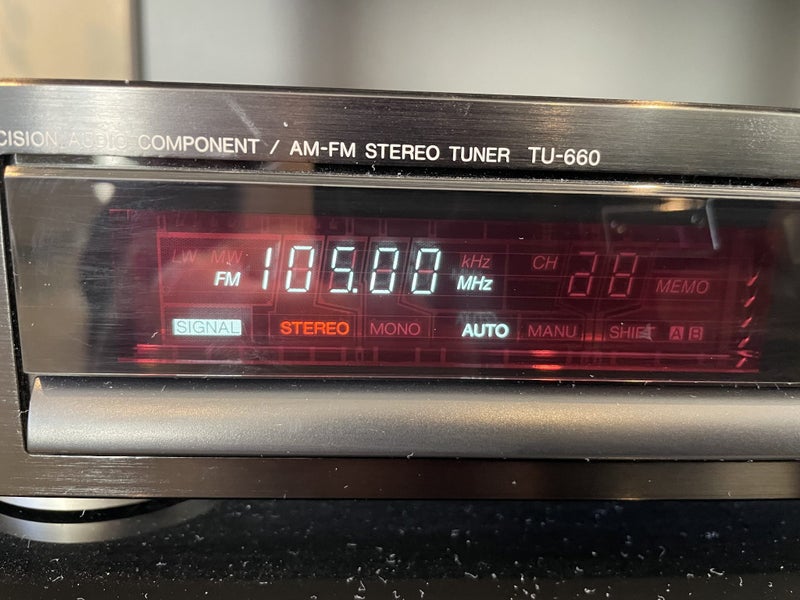 CISION AUDIO COMPONENT / AM-FM STEREO TUNER TU-660
LW MW kHz CH
FM 105.00 MHz MEMO
SIGNAL STEREO MONO AUTO MANU SHIFT A B